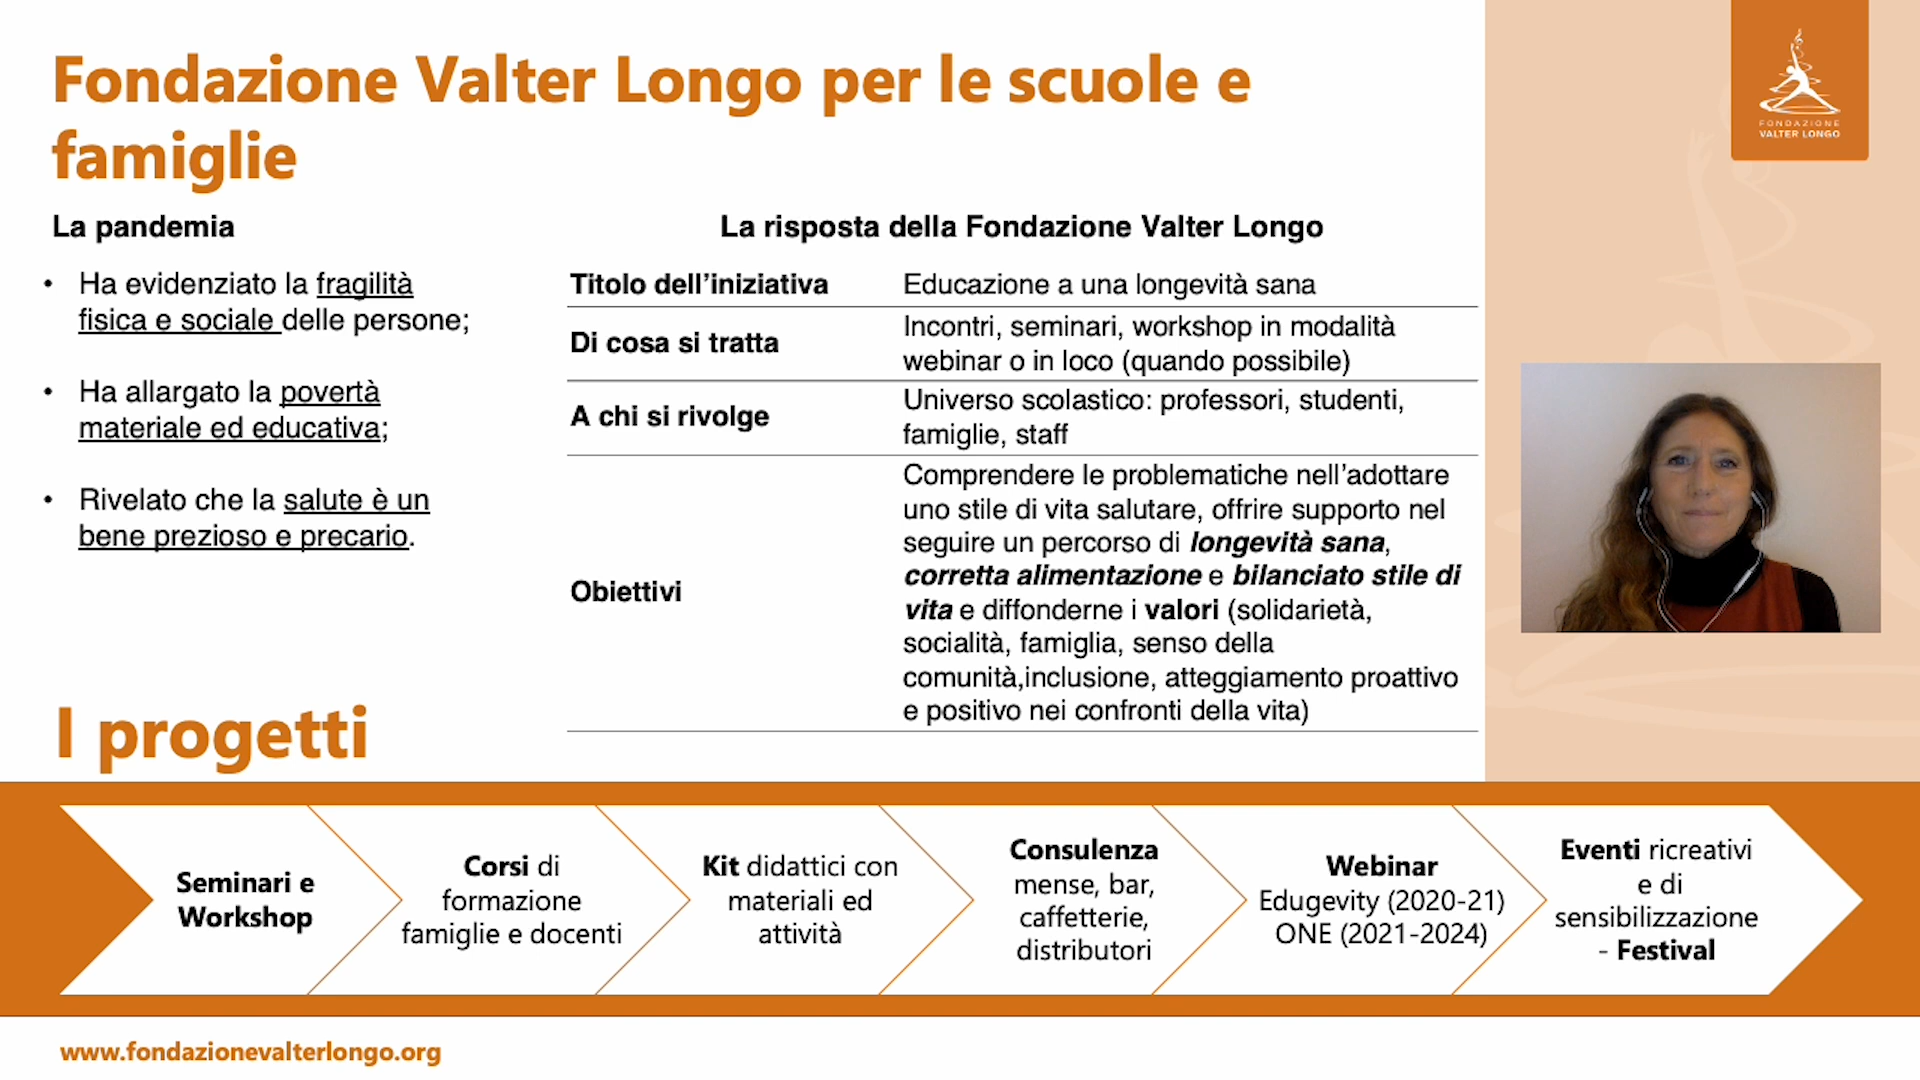 Fondazione Valter Longo per le scuole e
famiglie
FONDAZIONE
VALTER LONGO
La pandemia
• Ha evidenziato la fragilità
fisica e sociale delle persone;
• Ha allargato la povertà
materiale ed educativa;
• Rivelato che la salute è un
bene prezioso e precario.
La risposta della Fondazione Valter Longo
Titolo dell’iniziativa
Educazione a una longevità sana
Di cosa si tratta
Incontri, seminari, workshop in modalità
webinar o in loco (quando possibile)
A chi si rivolge
Universo scolastico: professori, studenti,
famiglie, staff
Obiettivi
Comprendere le problematiche nell’adottare
uno stile di vita salutare, offrire supporto nel
seguire un percorso di longevità sana,
corretta alimentazione e bilanciato stile di
vita e diffonderne i valori (solidarietà,
socialità, famiglia, senso della
comunità,inclusione, atteggiamento proattivo
e positivo nei confronti della vita)
I progetti
Seminari e
Workshop
Corsi di
formazione
famiglie e docenti
Kit didattici con
materiali ed
attività
Consulenza
mense, bar,
caffetterie,
distributori
Webinar
Edugevity (2020-21)
ONE (2021-2024)
Eventi ricreativi
e di
sensibilizzazione
- Festival
www.fondazionevalterlongo.org